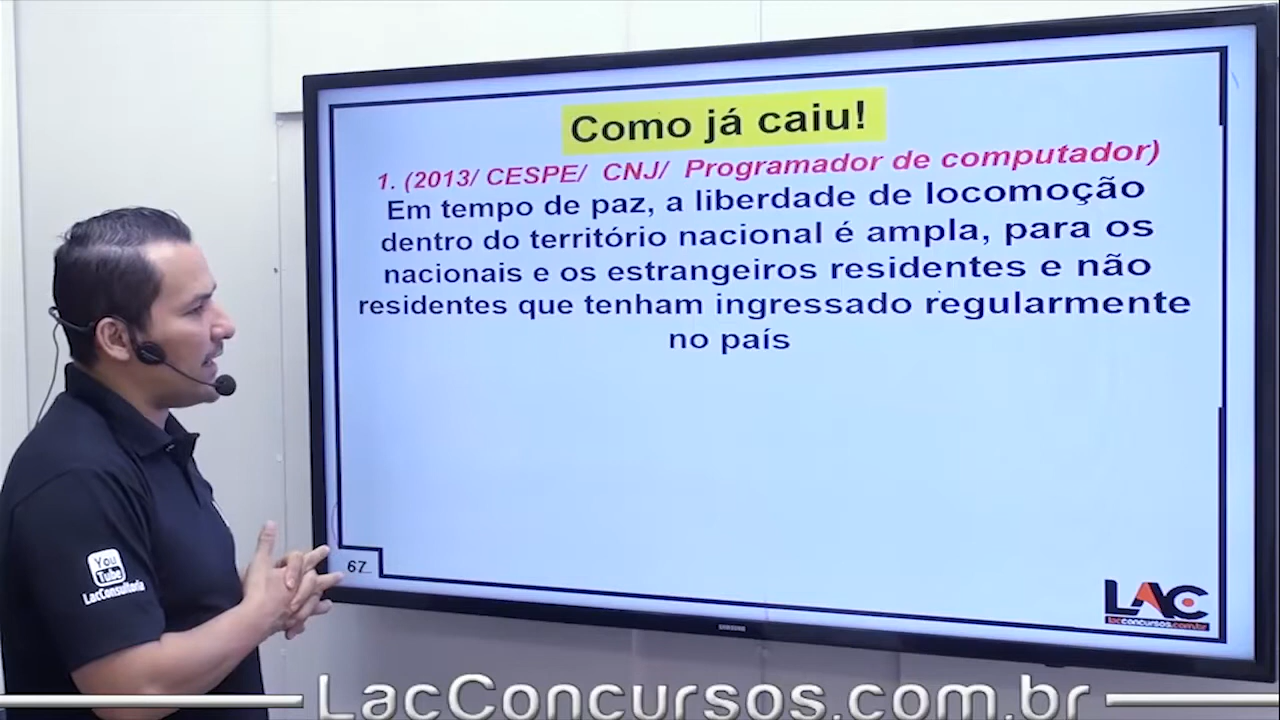 Como já caiu!
1. (2013/ CESPE/ CNJ/ Programador de computador)
Em tempo de paz, a liberdade de locomoção
dentro do território nacional é ampla, para os
nacionais e os estrangeiros residentes e não
residentes que tenham ingressado regularmente
no país
67
LAC
lacconcursos.com.br
SAMSUNG
You
Tube
LacConsultoria
LacConcursos.com.br